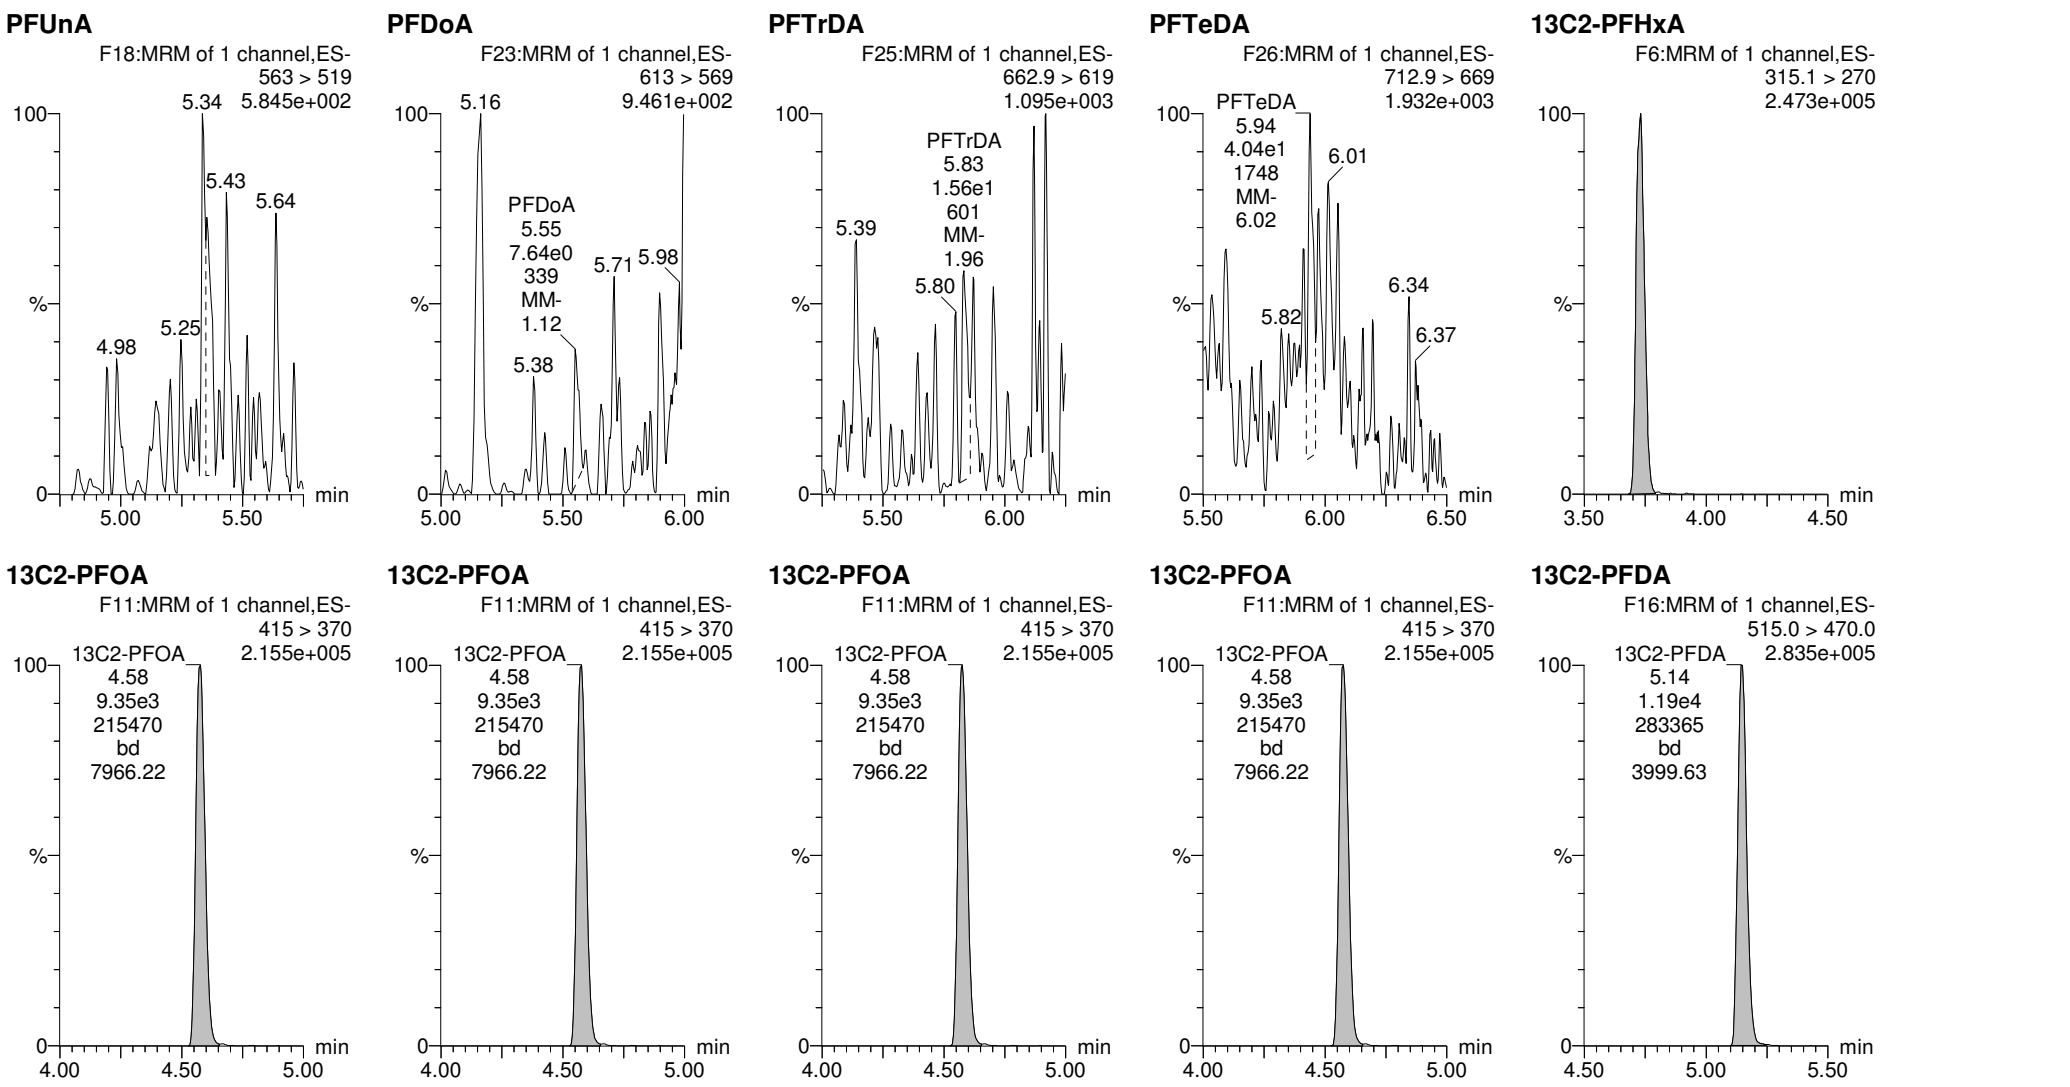 PFUnA
F18:MRM of 1 channel,ES-
563 > 519
5.845e+002
100
%
0
5.34
5.43
5.64
5.25
4.98
5.00
5.50
min
PFDoA
F23:MRM of 1 channel,ES-
613 > 569
9.461e+002
100
%
0
5.16
PFDoA
5.55
7.64e0
339
MM-
1.12
5.38
5.71
5.98
5.00
5.50
6.00
min
PFTrDA
F25:MRM of 1 channel,ES-
662.9 > 619
1.095e+003
100
%
0
PFTrDA
5.83
1.56e1
601
MM-
1.96
5.39
5.80
5.50
6.00
min
PFTeDA
F26:MRM of 1 channel,ES-
712.9 > 669
1.932e+003
100
%
0
PFTeDA
5.94
4.04e1
1748
MM-
6.02
6.01
5.82
6.34
6.37
5.50
6.00
6.50
min
13C2-PFHxA
F6:MRM of 1 channel,ES-
315.1 > 270
2.473e+005
100
%
0
3.50
4.00
4.50
min
13C2-PFOA
F11:MRM of 1 channel,ES-
415 > 370
2.155e+005
100
%
0
13C2-PFOA
4.58
9.35e3
215470
bd
7966.22
4.00
4.50
5.00
min
13C2-PFOA
F11:MRM of 1 channel,ES-
415 > 370
2.155e+005
100
%
0
13C2-PFOA
4.58
9.35e3
215470
bd
7966.22
4.00
4.50
5.00
min
13C2-PFOA
F11:MRM of 1 channel,ES-
415 > 370
2.155e+005
100
%
0
13C2-PFOA
4.58
9.35e3
215470
bd
7966.22
4.00
4.50
5.00
min
13C2-PFOA
F11:MRM of 1 channel,ES-
415 > 370
2.155e+005
100
%
0
13C2-PFOA
4.58
9.35e3
215470
bd
7966.22
4.00
4.50
5.00
min
13C2-PFDA
F16:MRM of 1 channel,ES-
515.0 > 470.0
2.835e+005
100
%
0
13C2-PFDA
5.14
1.19e4
283365
bd
3999.63
4.50
5.00
5.50
min